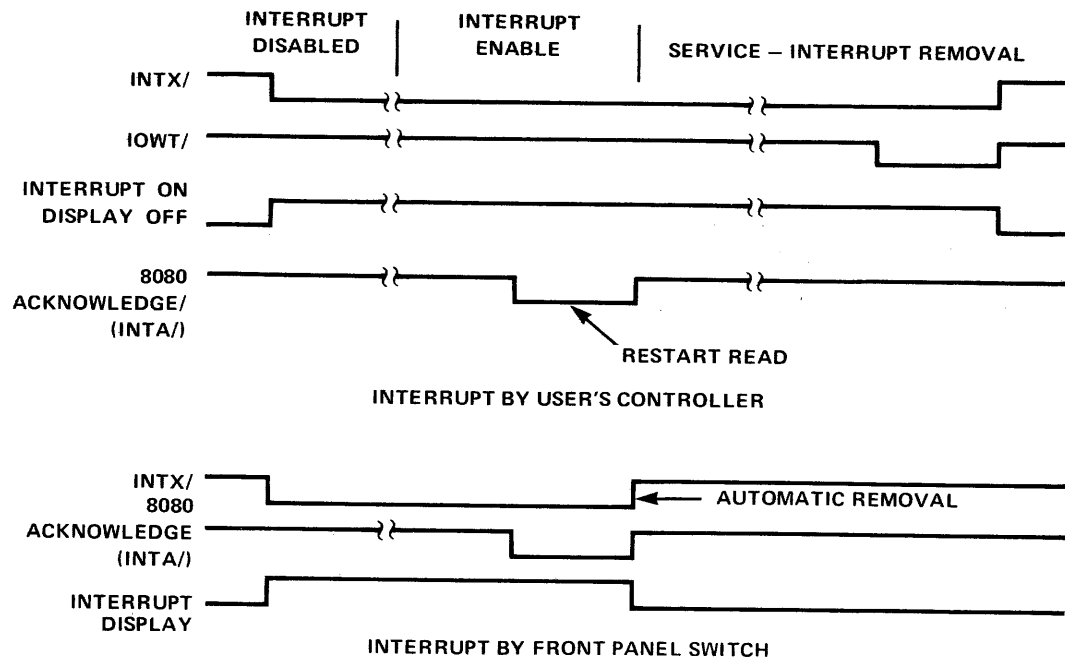 INTERRUPT
DISABLED
INTERRUPT
ENABLE
SERVICE – INTERRUPT REMOVAL
INTX/
IOWT/
INTERRUPT ON
DISPLAY OFF
8080
ACKNOWLEDGE/
(INTA/)
RESTART READ
INTERRUPT BY USER'S CONTROLLER
INTX/
8080
AUTOMATIC REMOVAL
ACKNOWLEDGE
(INTA/)
INTERRUPT
DISPLAY
INTERRUPT BY FRONT PANEL SWITCH